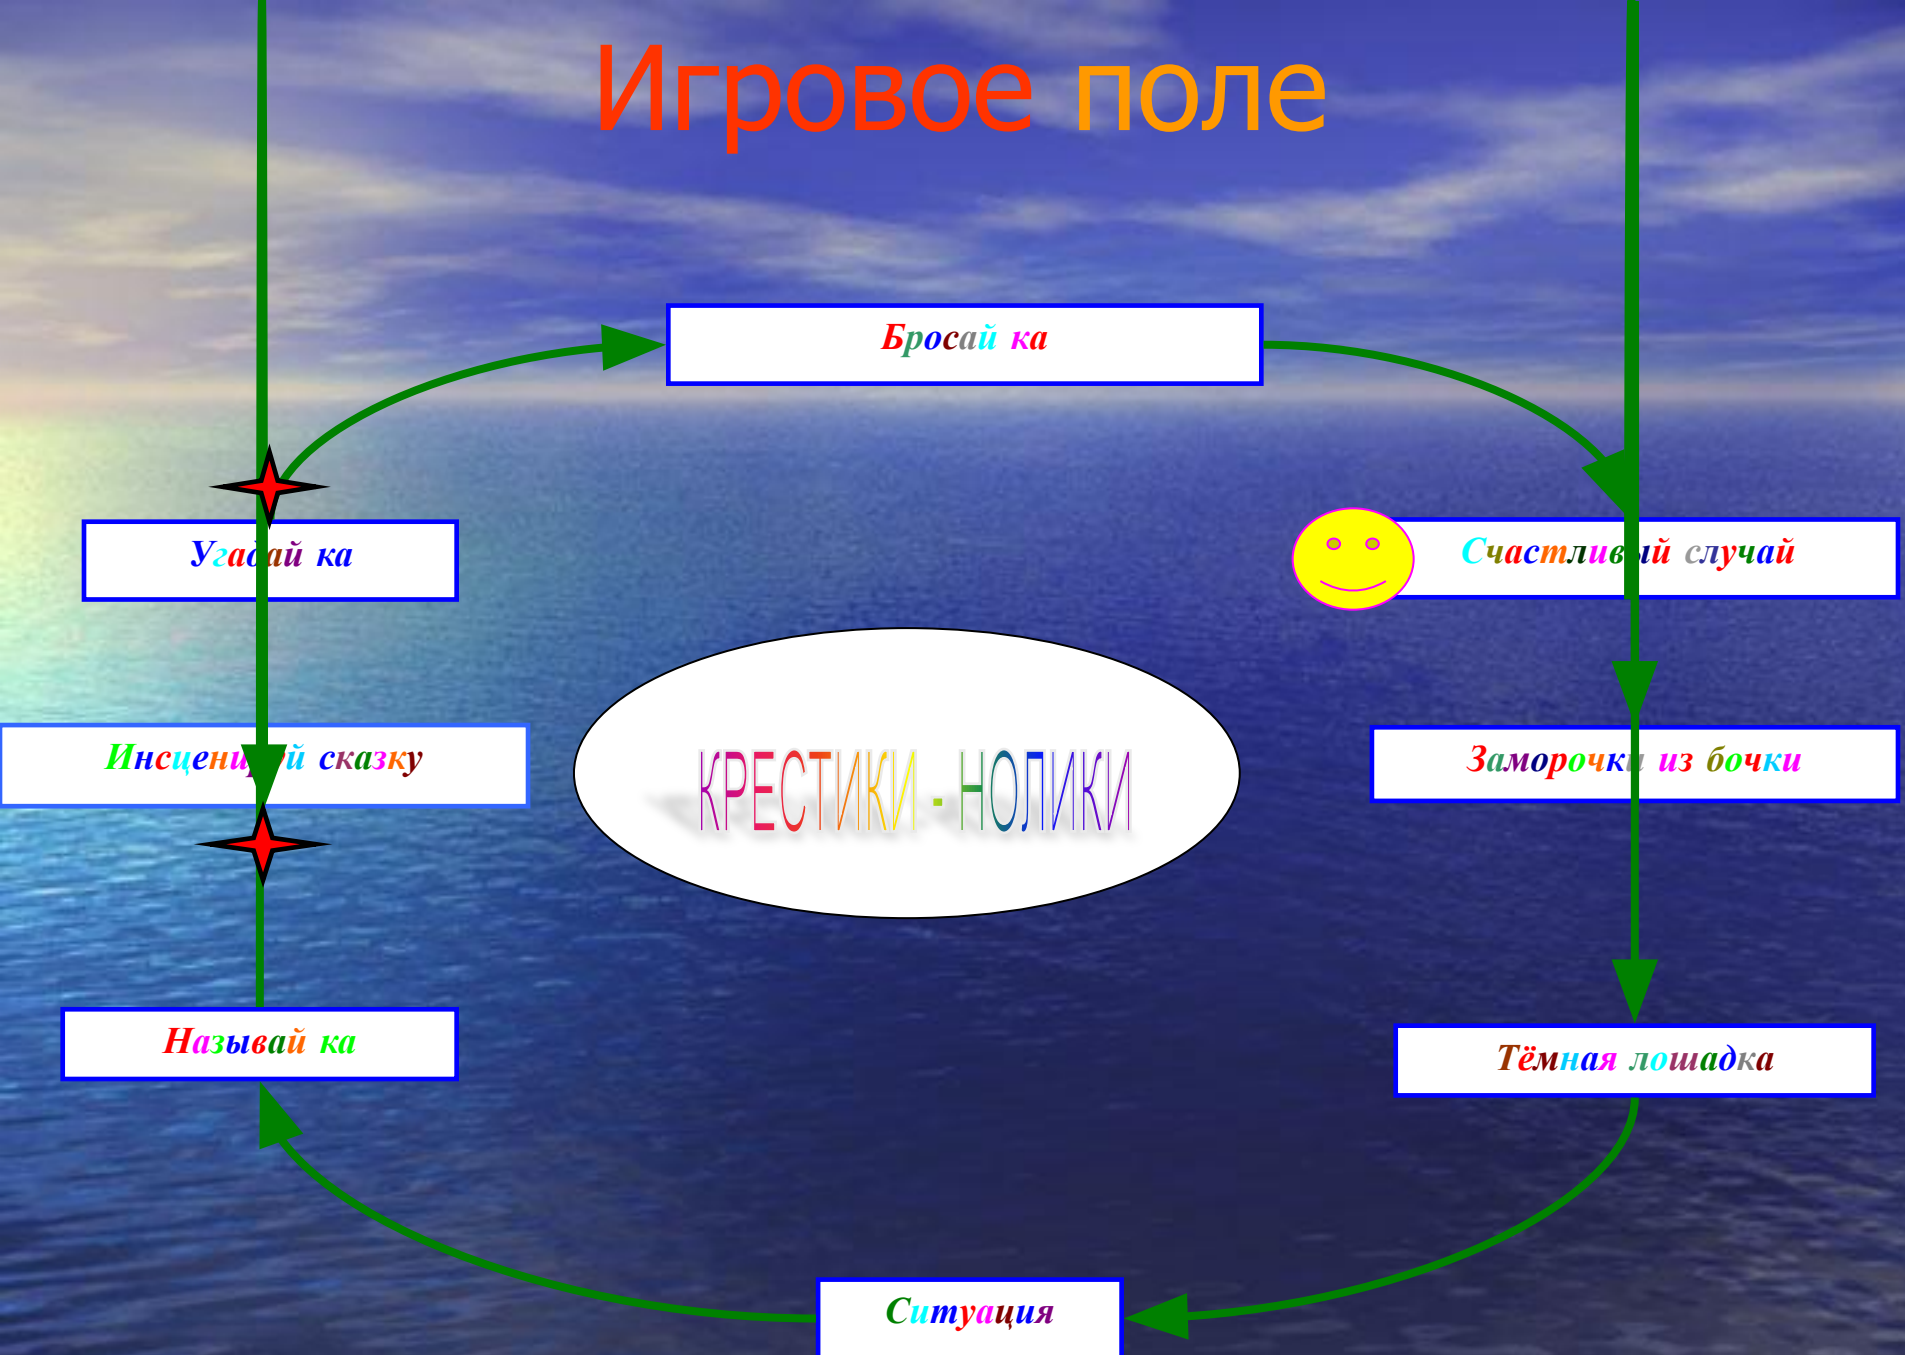 Игровое поле
Бросай ка
Угадай ка
Счастливый случай
Инсценируй сказку
КРЕСТИКИ - НОЛИКИ
Заморочки из бочки
Называй ка
Тёмная лошадка
Ситуация